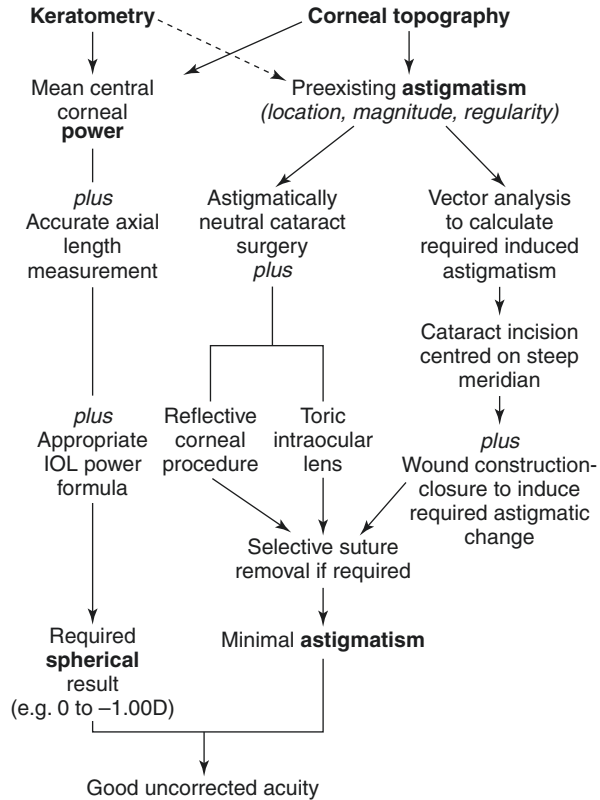 Keratometry
Corneal topography
Mean central
corneal
power
Preexisting astigmatism
(location, magnitude, regularity)
plus
Accurate axial
length
measurement
Astigmatically
neutral cataract
surgery
plus
Vector analysis
to calculate
required induced
astigmatism
Cataract incision
centred on steep
meridian
plus
Appropriate
IOL power
formula
Reflective
corneal
procedure
Toric
intraocular
lens
plus
Wound construction-
closure to induce
required astigmatic
change
Selective suture
removal if required
Required
spherical
result
(e.g. 0 to –1.00D)
Minimal astigmatism
Good uncorrected acuity